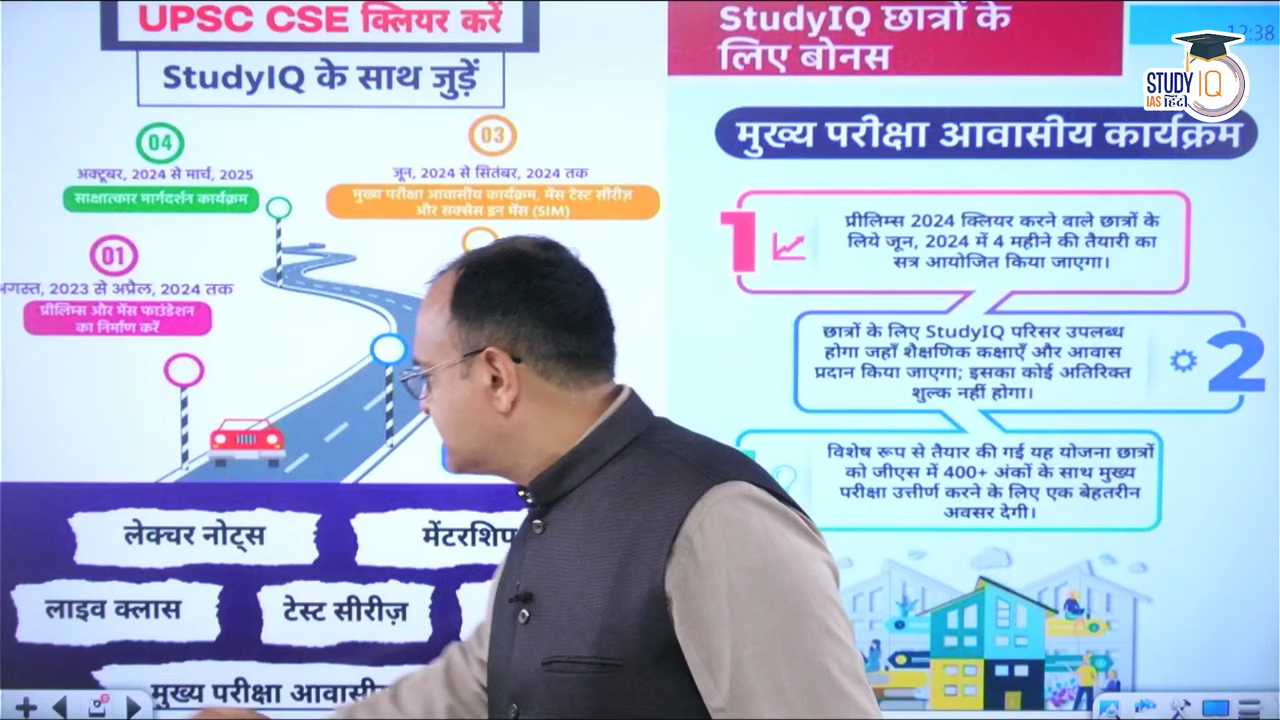 UPSC CSE क्लियर करें
StudyIQ के साथ जुड़ें
04
अक्टूबर, 2024 से मार्च, 2025
साक्षात्कार मार्गदर्शन कार्यक्रम
03
जून, 2024 से सितंबर, 2024 तक
मुख्य परीक्षा आवासीय कार्यक्रम, मेंस टेस्ट सीरीज़
और सक्सेस इन मेंस (SIM)
01
अगस्त, 2023 से अप्रैल, 2024 तक
प्रीलिम्स और मेंस फाउंडेशन
का निर्माण करें
लेक्चर नोट्स
मेंटरशिप
लाइव क्लास
टेस्ट सीरीज़
मुख्य परीक्षा
StudyIQ छात्रों के
लिए बोनस
12:38
STUDY IQ
IAS हिंदी
मुख्य परीक्षा आवासीय कार्यक्रम
1
प्रीलिम्स 2024 क्लियर करने वाले छात्रों के
लिये जून, 2024 में 4 महीने की तैयारी का
सत्र आयोजित किया जाएगा।
छात्रों के लिए StudyIQ परिसर उपलब्ध
होगा जहाँ शैक्षणिक कक्षाएँ और आवास
प्रदान किया जाएगा; इसका कोई अतिरिक्त
शुल्क नहीं होगा।
2
विशेष रूप से तैयार की गई यह योजना छात्रों
को जीएस में 400+ अंकों के साथ मुख्य
परीक्षा उत्तीर्ण करने के लिए एक बेहतरीन
अवसर देगी।